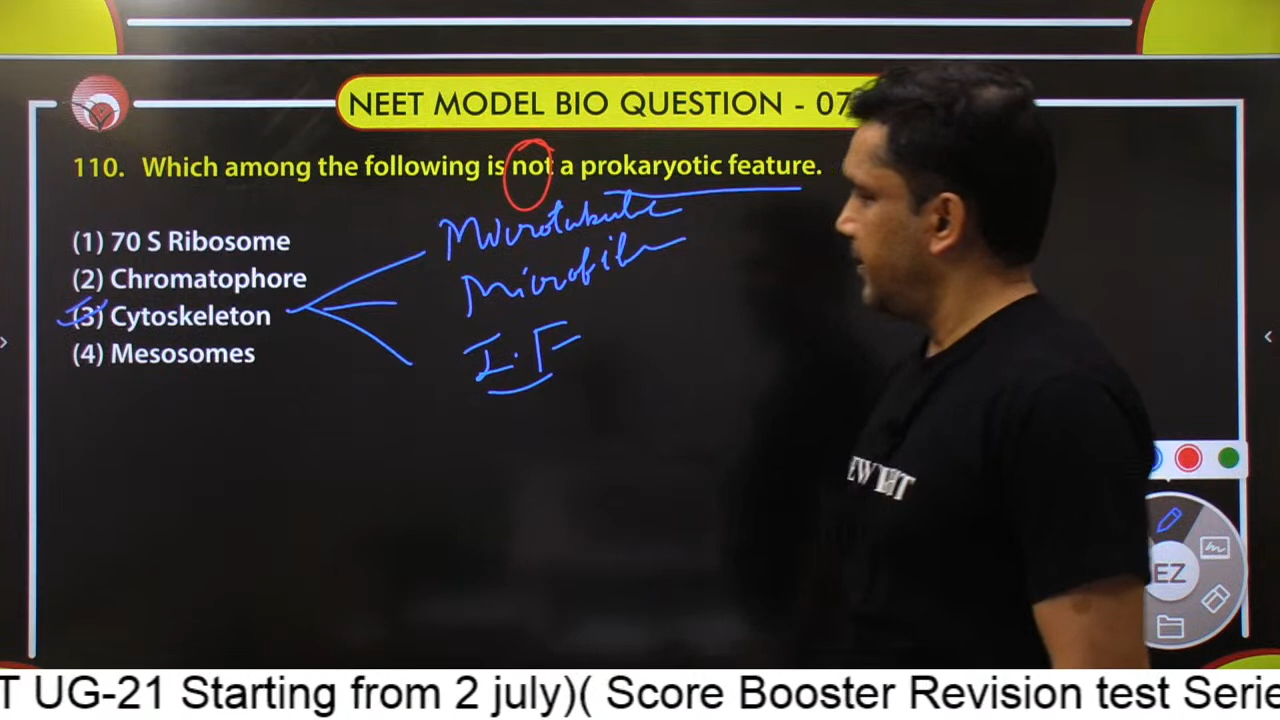 NEET MODEL BIO QUESTION - 07
110. Which among the following is not a prokaryotic feature.
(1) 70 S Ribosome
(2) Chromatophore
(3) Cytoskeleton
(4) Mesosomes
Microtubule
Microfil
I.F
EZ
T UG-21 Starting from 2 july)( Score Booster Revision test Serie